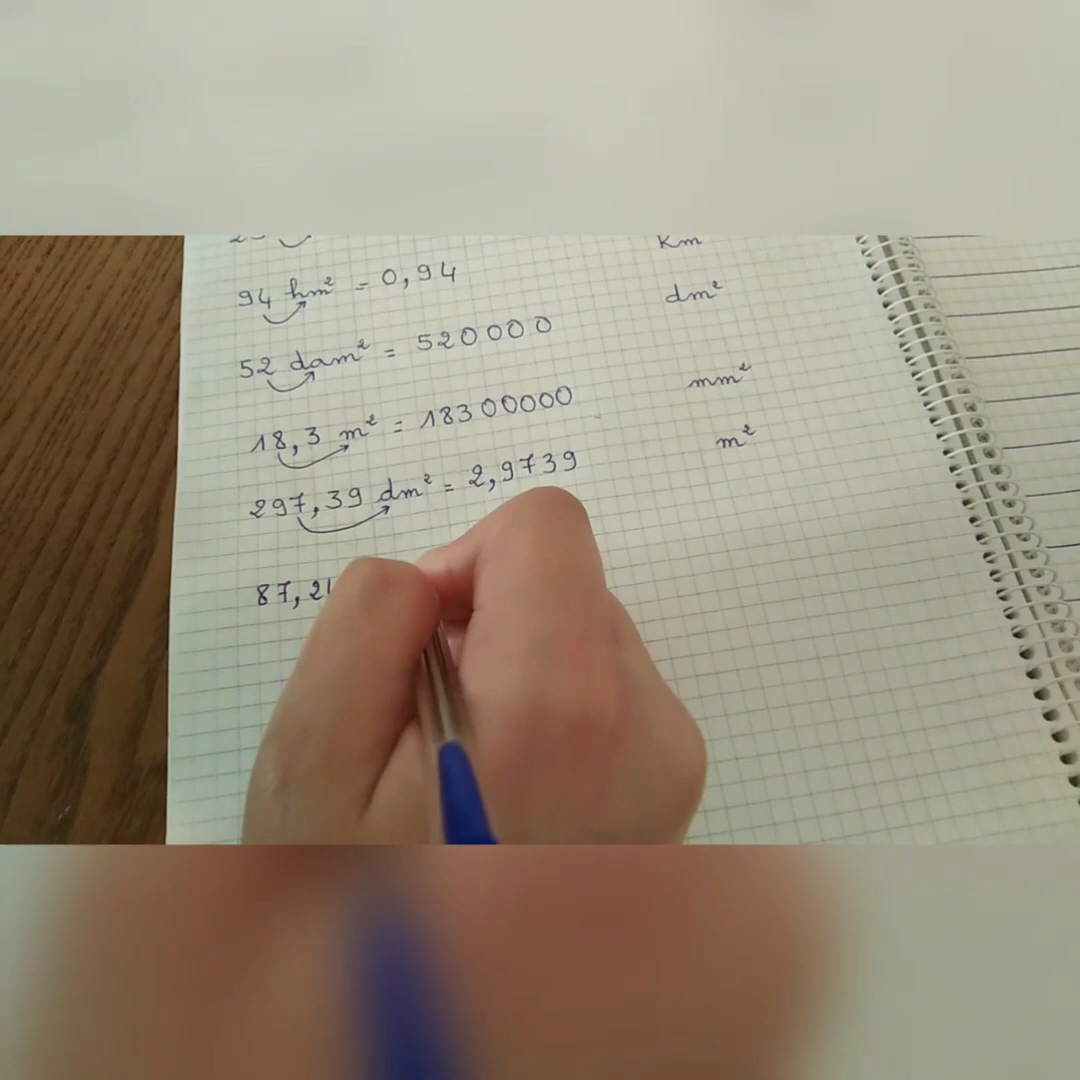 km
94 hm² = 0,94
52 dam² = 520000 dm²
18,3 m² = 18300000 mm²
297,39 dm² = 2,9739 m²
87,21